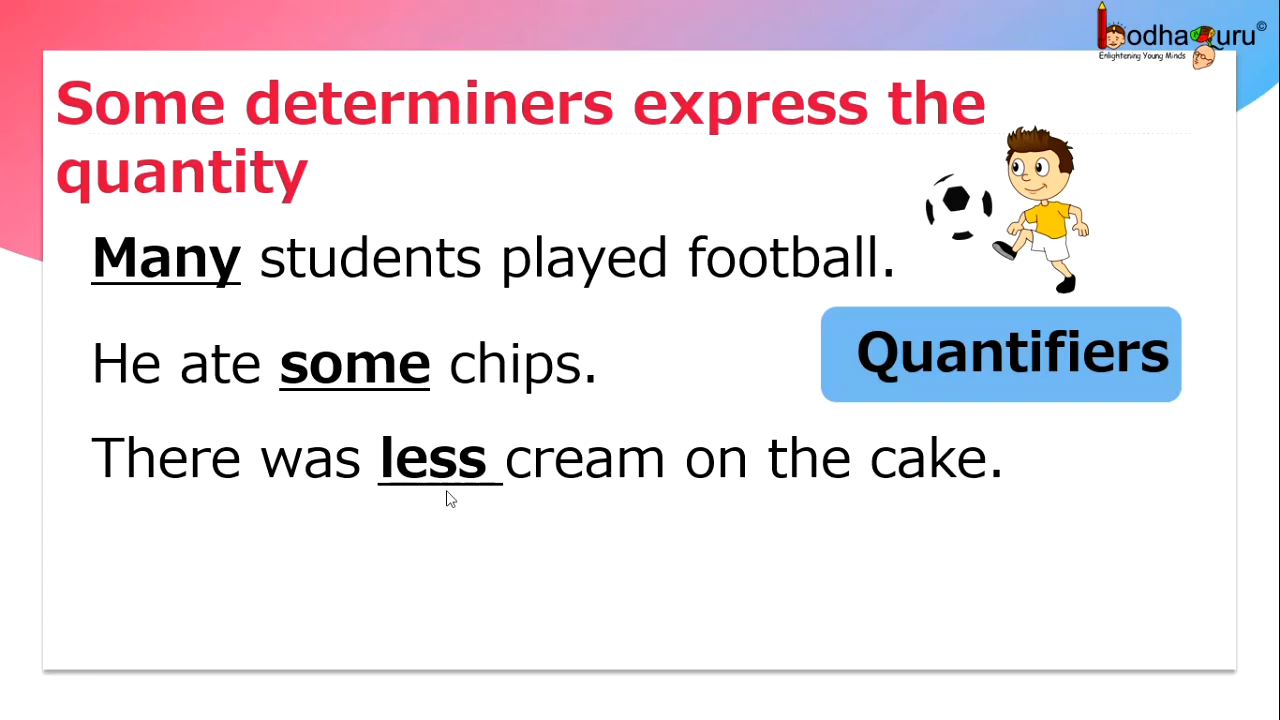 BodhaGuru©
Enlightening Young Minds
Some determiners express the
quantity
Many students played football.
He ate some chips.
Quantifiers
There was less cream on the cake.